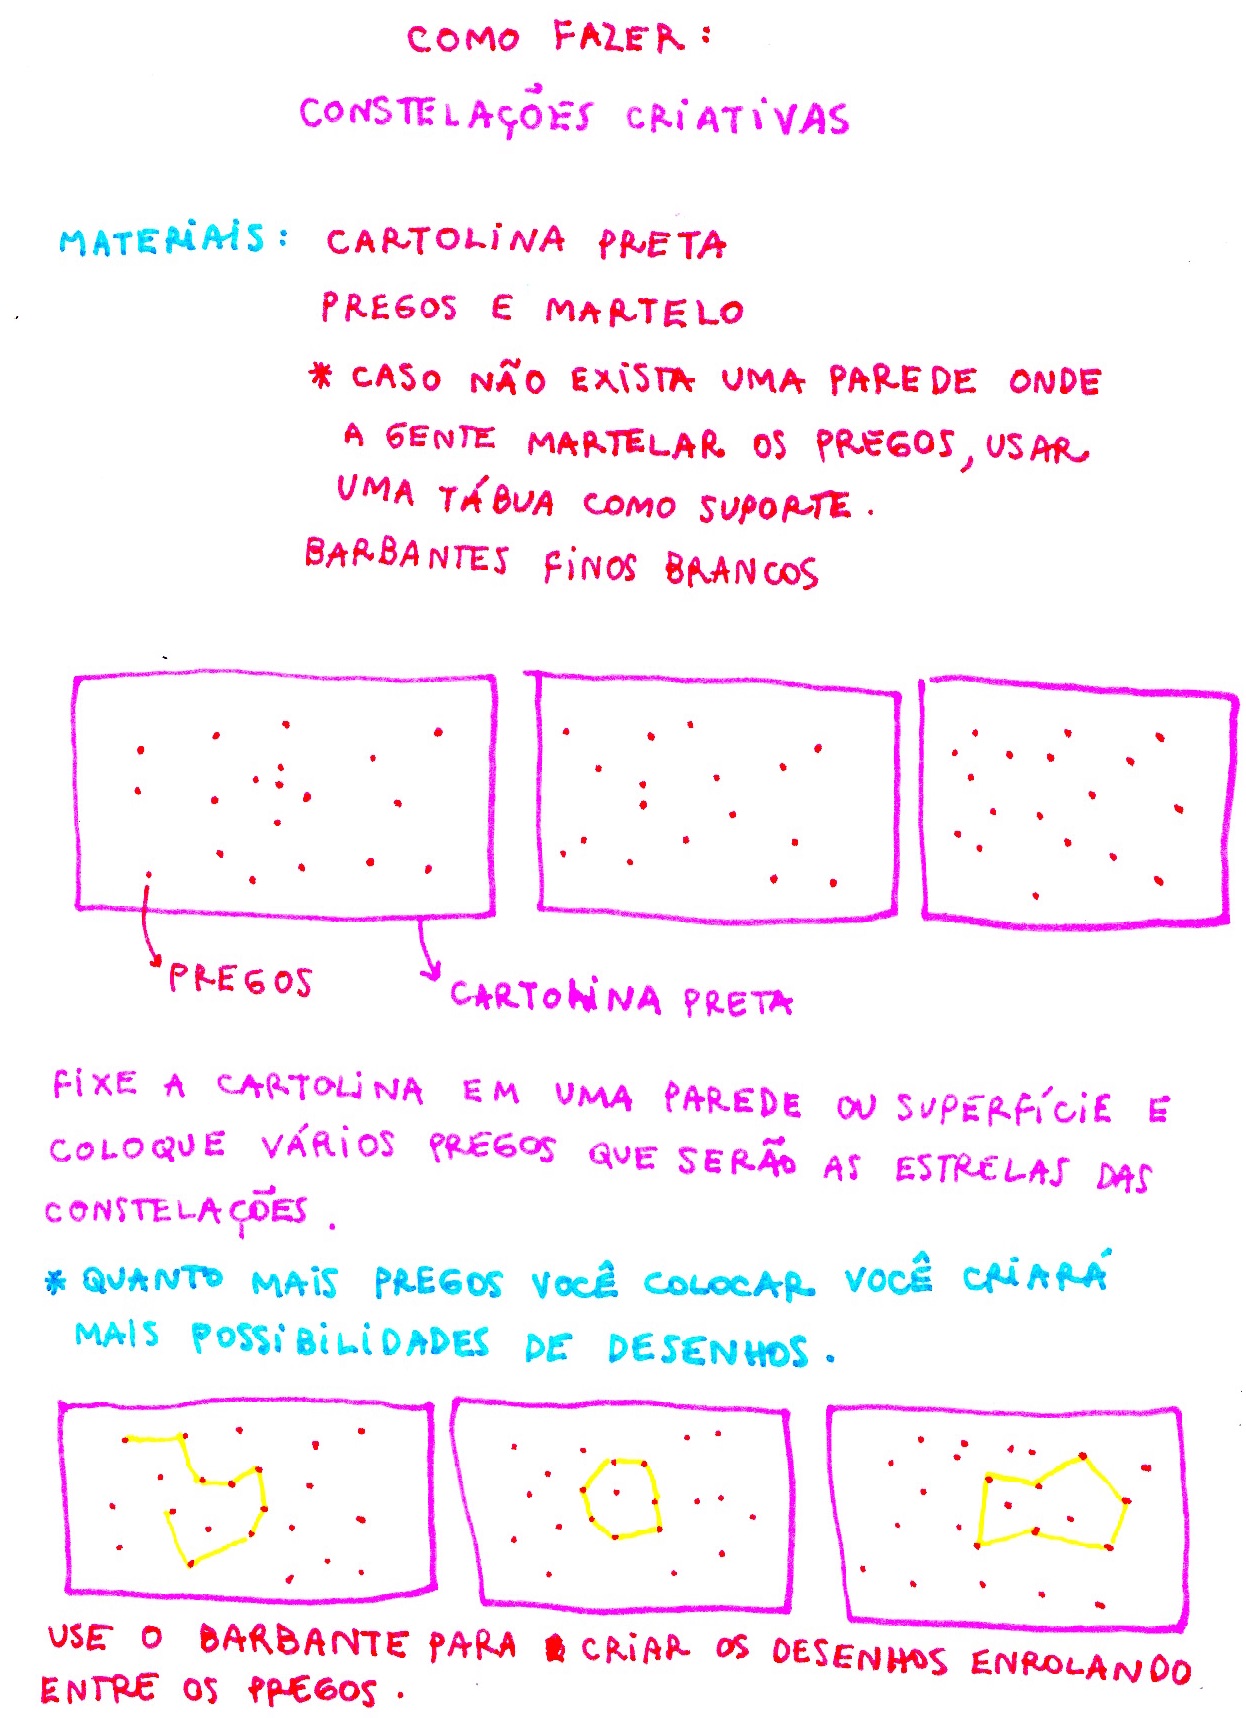 COMO FAZER:
CONSTELAÇÕES CRIATIVAS
MATERIAIS: CARTOLINA PRETA
PREGOS E MARTELO
* CASO NÃO EXISTA UMA PAREDE ONDE
A GENTE MARTELAR OS PREGOS, USAR
UMA TÁBUA COMO SUPORTE.
BARBANTES FINOS BRANCOS
PREGOS
CARTOLINA PRETA
FIXE A CARTOLINA EM UMA PAREDE OU SUPERFÍCIE E
COLOQUE VÁRIOS PREGOS QUE SERÃO AS ESTRELAS DAS
CONSTELAÇÕES.
* QUANTO MAIS PREGOS VOCÊ COLOCAR VOCÊ CRIARÁ
MAIS POSSIBILIDADES DE DESENHOS.
USE O BARBANTE PARA CRIAR OS DESENHOS ENROLANDO
ENTRE OS PREGOS.